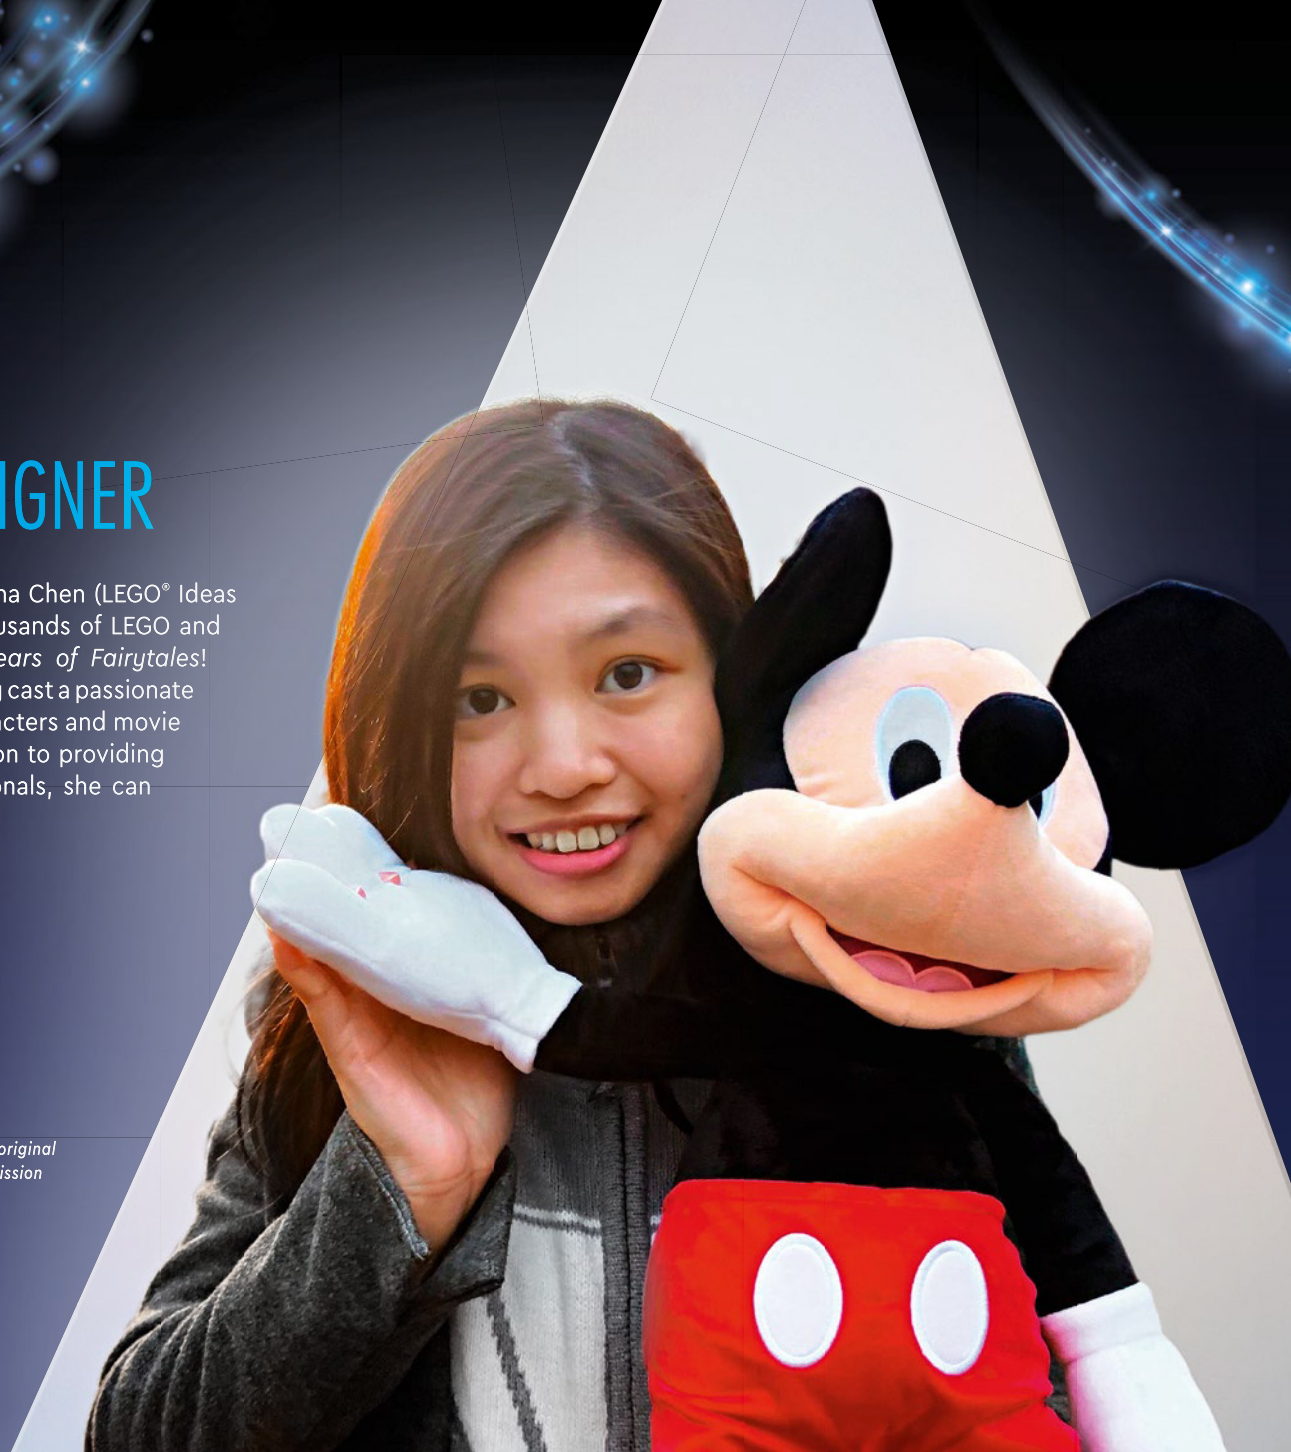 IGNER
na Chen (LEGO® Ideas
usands of LEGO and
ears of Fairytales!
g cast a passionate
acters and movie
on to providing
onals, she can
original
ission